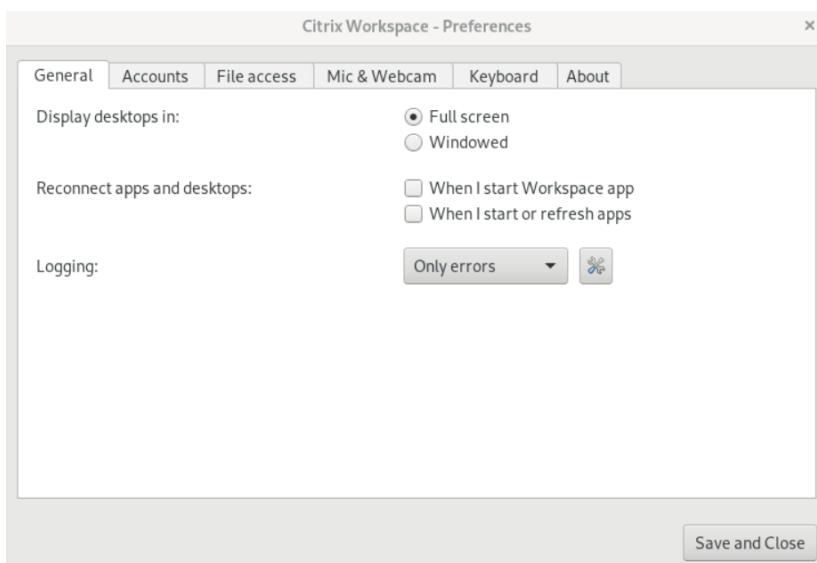 Citrix Workspace - Preferences ×
General Accounts File access Mic & Webcam Keyboard About
Display desktops in: Full screen
Windowed
Reconnect apps and desktops: When I start Workspace app
When I start or refresh apps
Logging: Only errors
Save and Close